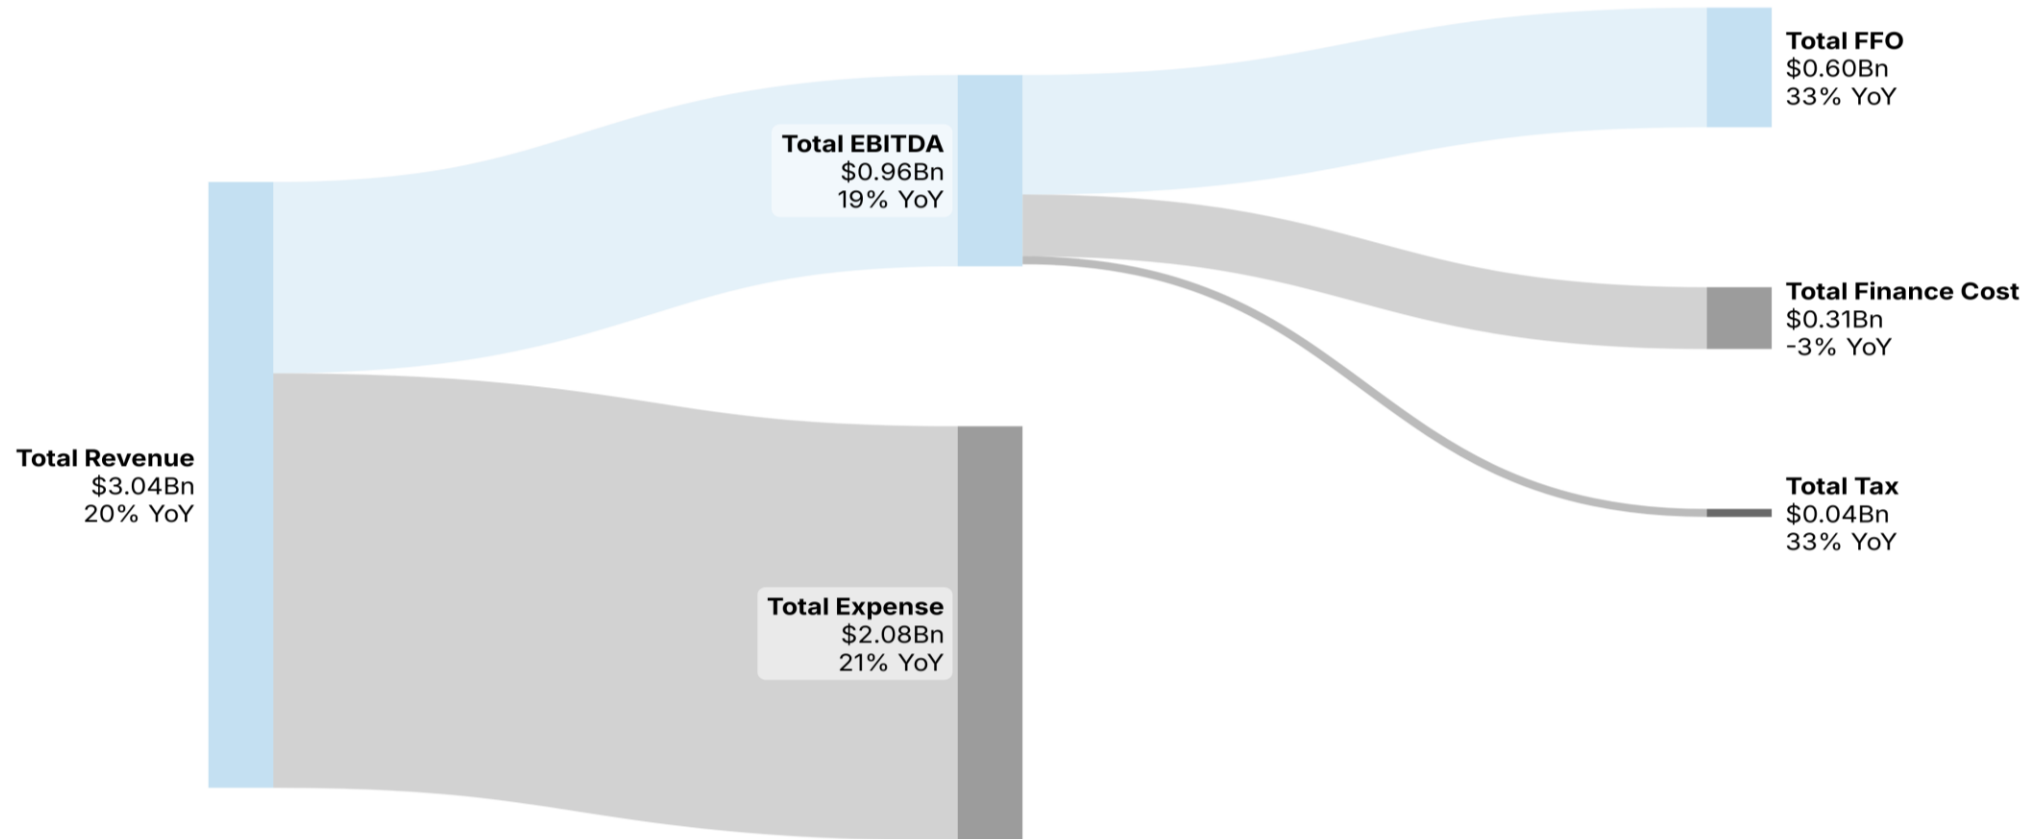 Total FFO
$0.60Bn
33% YoY
Total EBITDA
$0.96Bn
19% YoY
Total Finance Cost
$0.31Bn
-3% YoY
Total Revenue
$3.04Bn
20% YoY
Total Tax
$0.04Bn
33% YoY
Total Expense
$2.08Bn
21% YoY